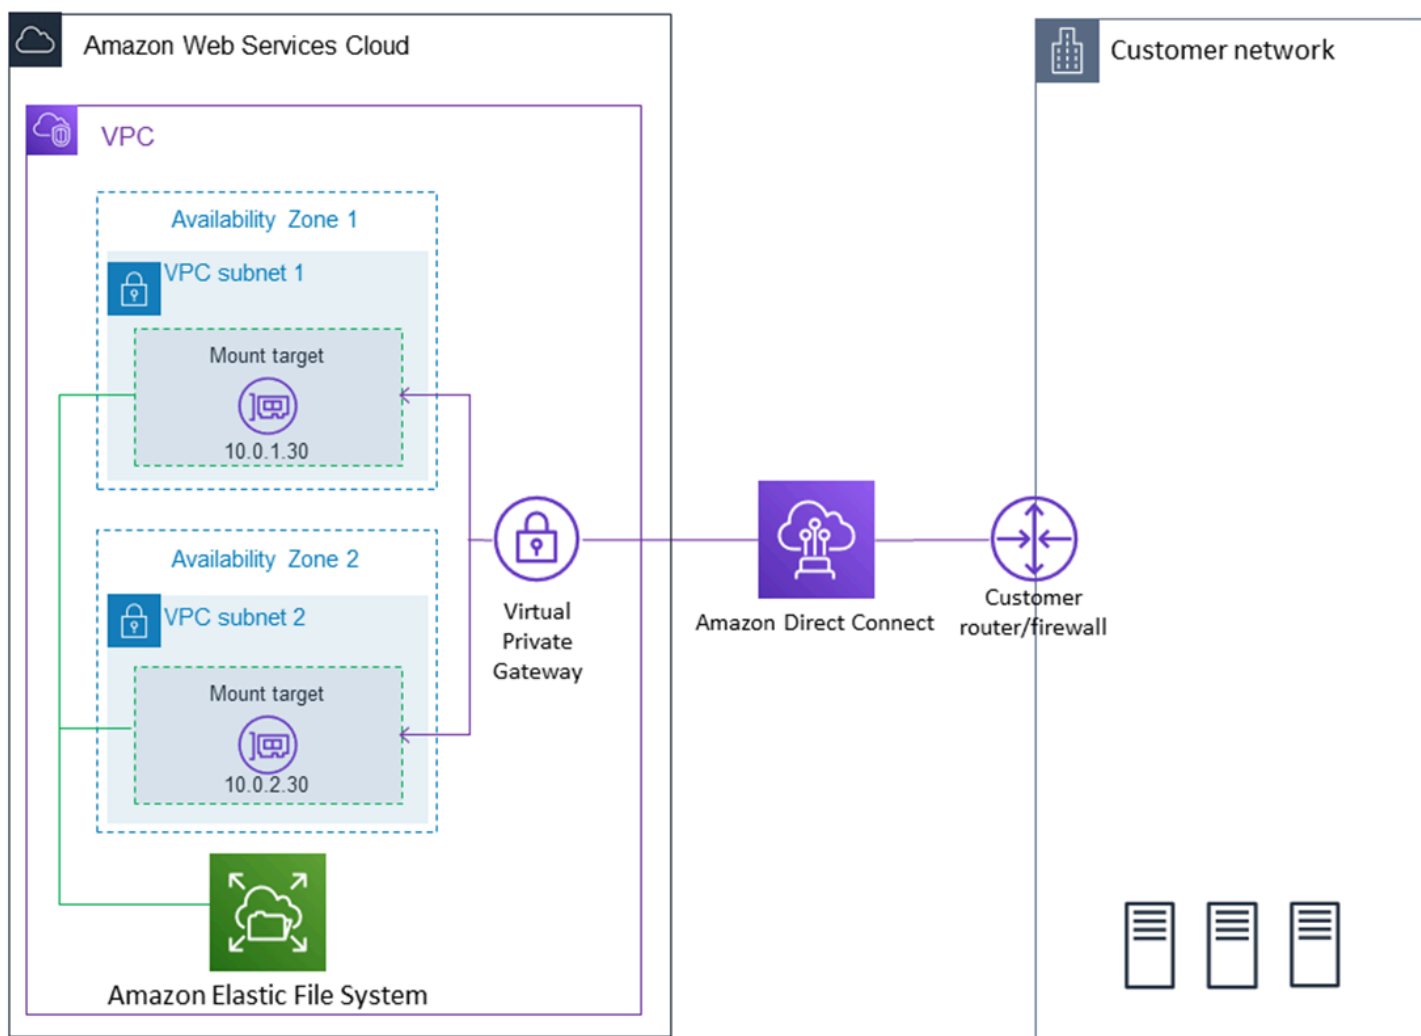 Amazon Web Services Cloud
Customer network
VPC
Availability Zone 1
VPC subnet 1
Mount target
10.0.1.30
Availability Zone 2
VPC subnet 2
Mount target
10.0.2.30
Virtual
Private
Gateway
Amazon Direct Connect
Customer
router/firewall
Amazon Elastic File System